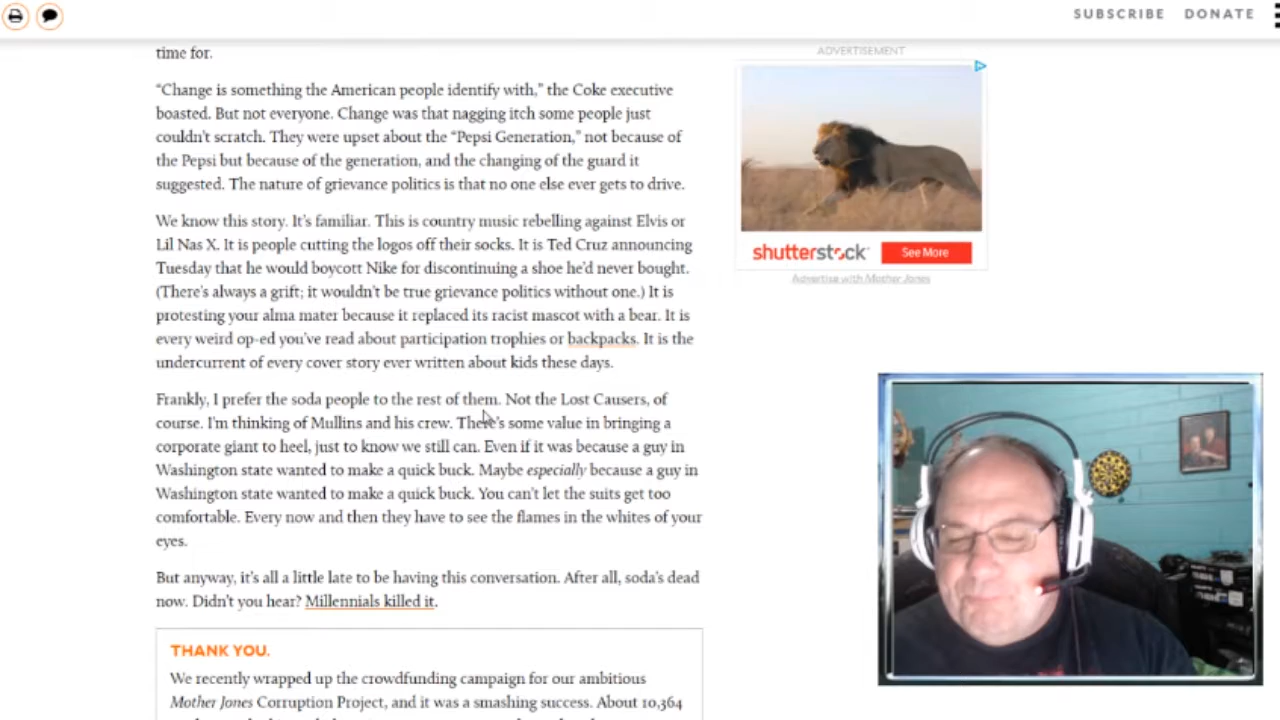 SUBSCRIBE DONATE
time for.
ADVERTISEMENT
“Change is something the American people identify with,” the Coke executive
boasted. But not everyone. Change was that nagging itch some people just
couldn’t scratch. They were upset about the “Pepsi Generation,” not because of
the Pepsi but because of the generation, and the changing of the guard it
suggested. The nature of grievance politics is that no one else ever gets to drive.
We know this story. It’s familiar. This is country music rebelling against Elvis or
Lil Nas X. It is people cutting the logos off their socks. It is Ted Cruz announcing
Tuesday that he would boycott Nike for discontinuing a shoe he’d never bought.
(There’s always a grift; it wouldn’t be true grievance politics without one.) It is
protesting your alma mater because it replaced its racist mascot with a bear. It is
every weird op-ed you’ve read about participation trophies or backpacks. It is the
undercurrent of every cover story ever written about kids these days.
shutterstock See More
Advertise with Mother Jones
Frankly, I prefer the soda people to the rest of them. Not the Lost Causers, of
course. I’m thinking of Mullins and his crew. There’s some value in bringing a
corporate giant to heel, just to know we still can. Even if it was because a guy in
Washington state wanted to make a quick buck. Maybe especially because a guy in
Washington state wanted to make a quick buck. You can’t let the suits get too
comfortable. Every now and then they have to see the flames in the whites of your
eyes.
But anyway, it’s all a little late to be having this conversation. After all, soda’s dead
now. Didn’t you hear? Millennials killed it.
THANK YOU.
We recently wrapped up the crowdfunding campaign for our ambitious
Mother Jones Corruption Project, and it was a smashing success. About 10,364